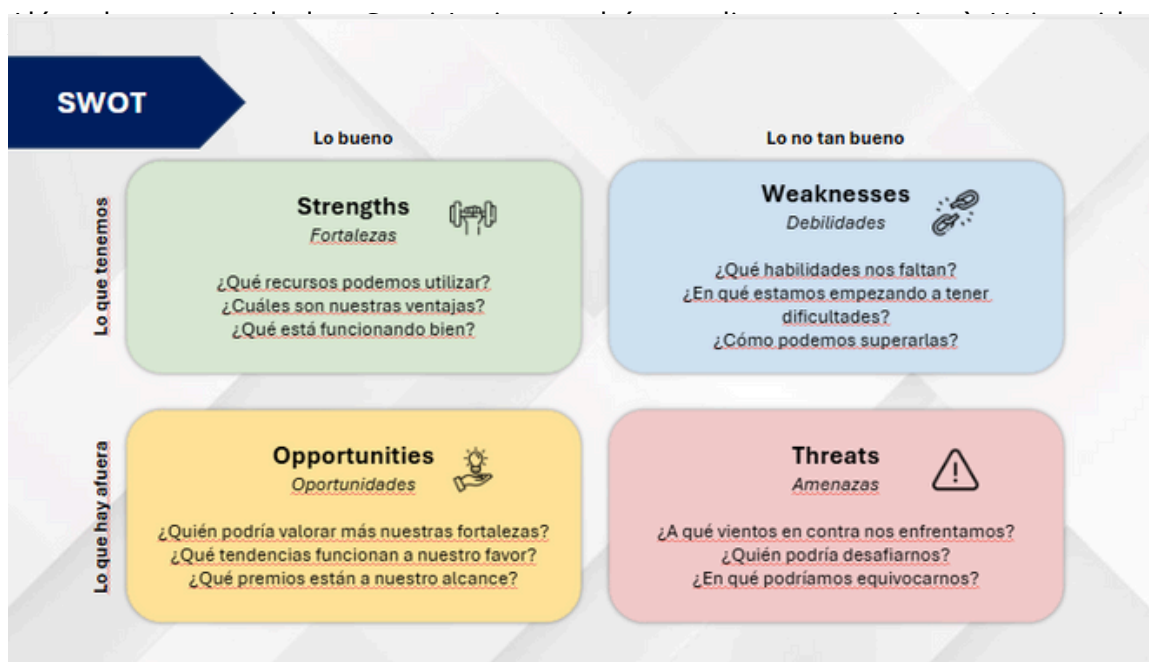 SWOT
Lo bueno
Lo no tan bueno
Lo que tenemos
Strengths
Fortalezas
¿Qué recursos podemos utilizar?
¿Cuáles son nuestras ventajas?
¿Qué está funcionando bien?
Weaknesses
Debilidades
¿Qué habilidades nos faltan?
¿En qué estamos empezando a tener
dificultades?
¿Cómo podemos superarlas?
Lo que hay afuera
Opportunities
Oportunidades
¿Quién podría valorar más nuestras fortalezas?
¿Qué tendencias funcionan a nuestro favor?
¿Qué premios están a nuestro alcance?
Threats
Amenazas
¿A qué vientos en contra nos enfrentamos?
¿Quién podría desafiarnos?
¿En qué podríamos equivocarnos?